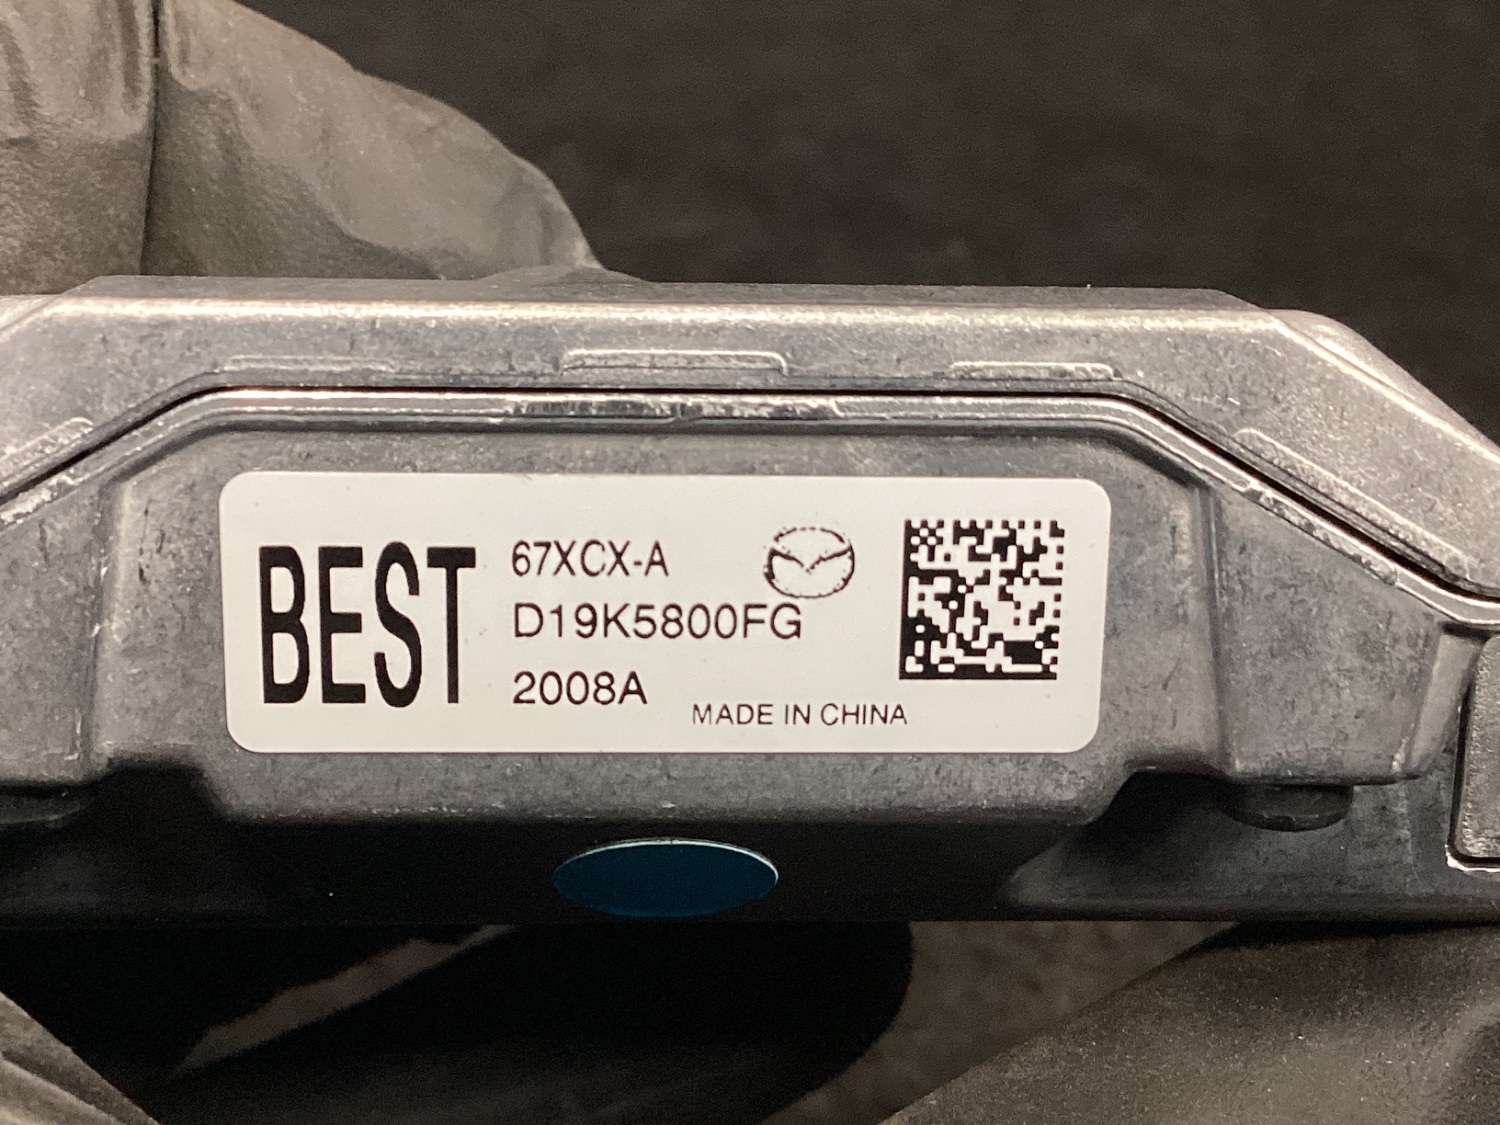 BEST
67XCX-A
D19K5800FG
2008A
MADE IN CHINA